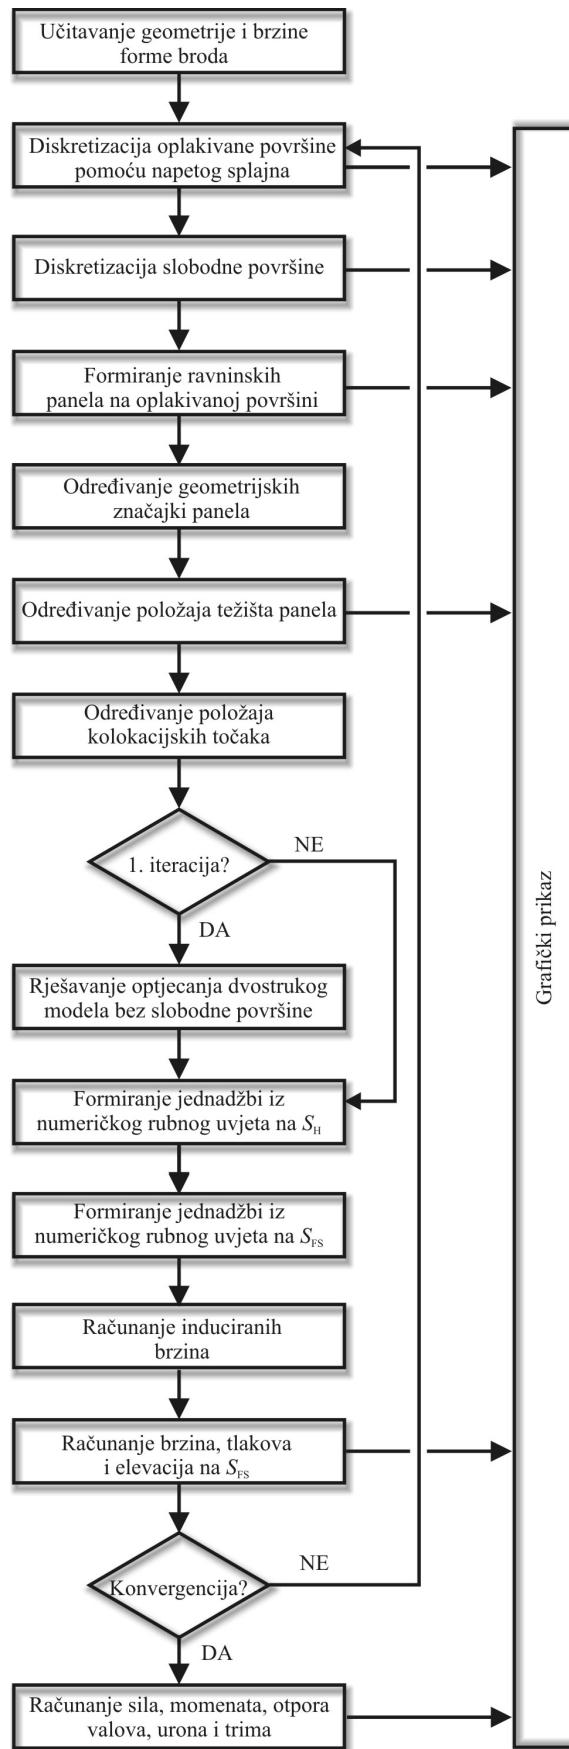 Učitavanje geometrije i brzine
forme broda
Diskretizacija oplakivane površine
pomoću napetog splajna
Diskretizacija slobodne površine
Formiranje ravninskih
panela na oplakivanoj površini
Određivanje geometrijskih
značajki panela
Određivanje položaja težišta panela
Određivanje položaja
kolokacijskih točaka
1. iteracija?
NE
DA
Rješavanje optjecanja dvostrukog
modela bez slobodne površine
Formiranje jednadžbi iz
numeričkog rubnog uvjeta na S_H
Formiranje jednadžbi iz
numeričkog rubnog uvjeta na S_FS
Računanje induciranih
brzina
Računanje brzina, tlakova
i elevacija na S_FS
Konvergencija?
NE
DA
Računanje sila, momenata, otpora
valova, urona i trima
Grafički prikaz